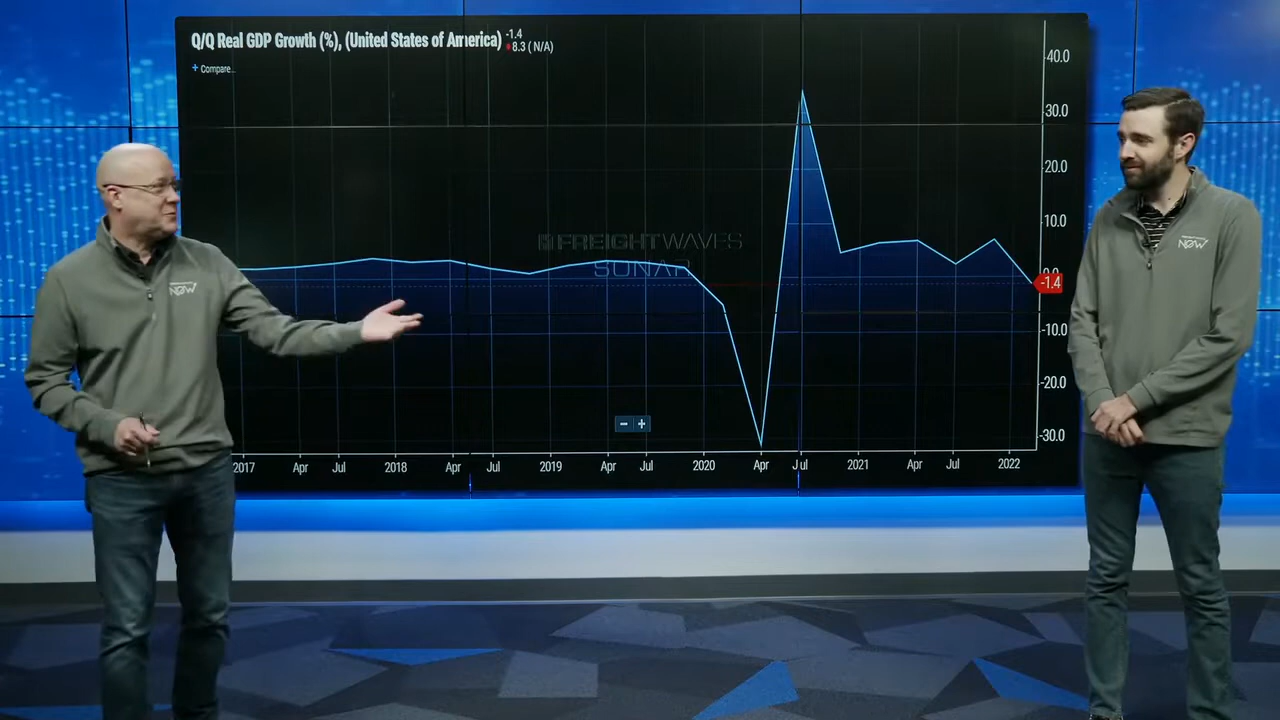 Q/Q Real GDP Growth (%), (United States of America) -1.4
8.3 ( N/A)
+ Compare...
40.0
30.0
20.0
10.0
0.0
-1.4
-10.0
-20.0
-30.0
FREIGHTWAVES
SONAR
− +
2017 Apr Jul 2018 Apr Jul 2019 Apr Jul 2020 Apr Jul 2021 Apr Jul 2022
NOW
NOW